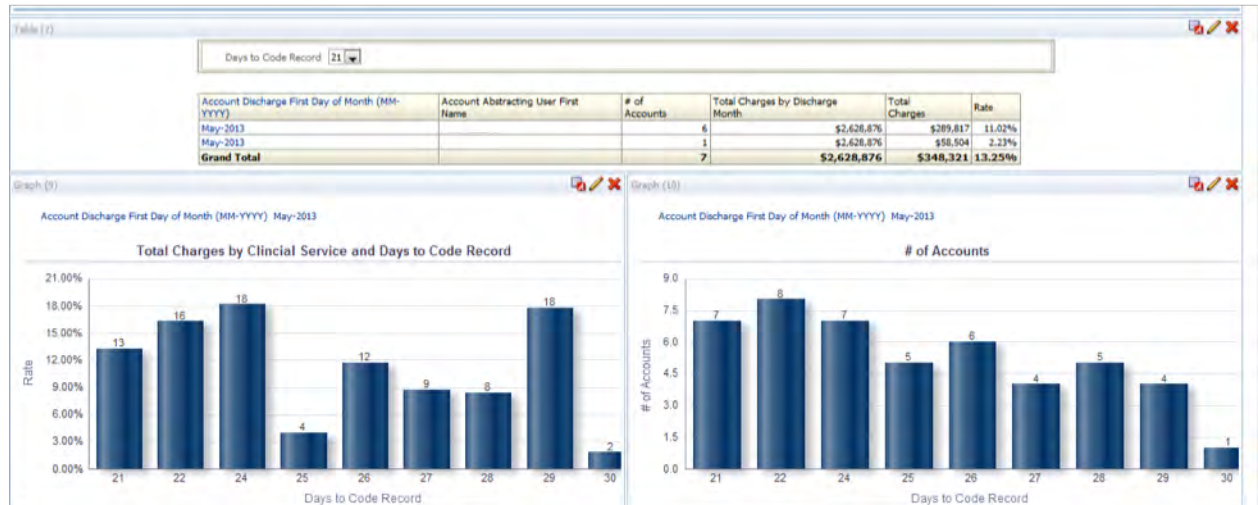 Table (7)
Days to Code Record 21
Account Discharge First Day of Month (MM-YYYY) Account Abstracting User First Name # of Accounts Total Charges by Discharge Month Total Charges Rate
May-2013 6 $2,628,876 $289,817 11.02%
May-2013 1 $2,628,876 $58,504 2.23%
Grand Total 7 $2,628,876 $348,321 13.25%
Graph (9)
Account Discharge First Day of Month (MM-YYYY) May-2013
Total Charges by Clincial Service and Days to Code Record
21.00%
18.00%
15.00%
12.00%
9.00%
6.00%
3.00%
0.00%
Rate
13 16 18 4 12 9 8 18 2
21 22 24 25 26 27 28 29 30
Days to Code Record
Graph (10)
Account Discharge First Day of Month (MM-YYYY) May-2013
# of Accounts
9.0
7.5
6.0
4.5
3.0
1.5
0.0
# of Accounts
7 8 7 5 6 4 5 4 1
21 22 24 25 26 27 28 29 30
Days to Code Record